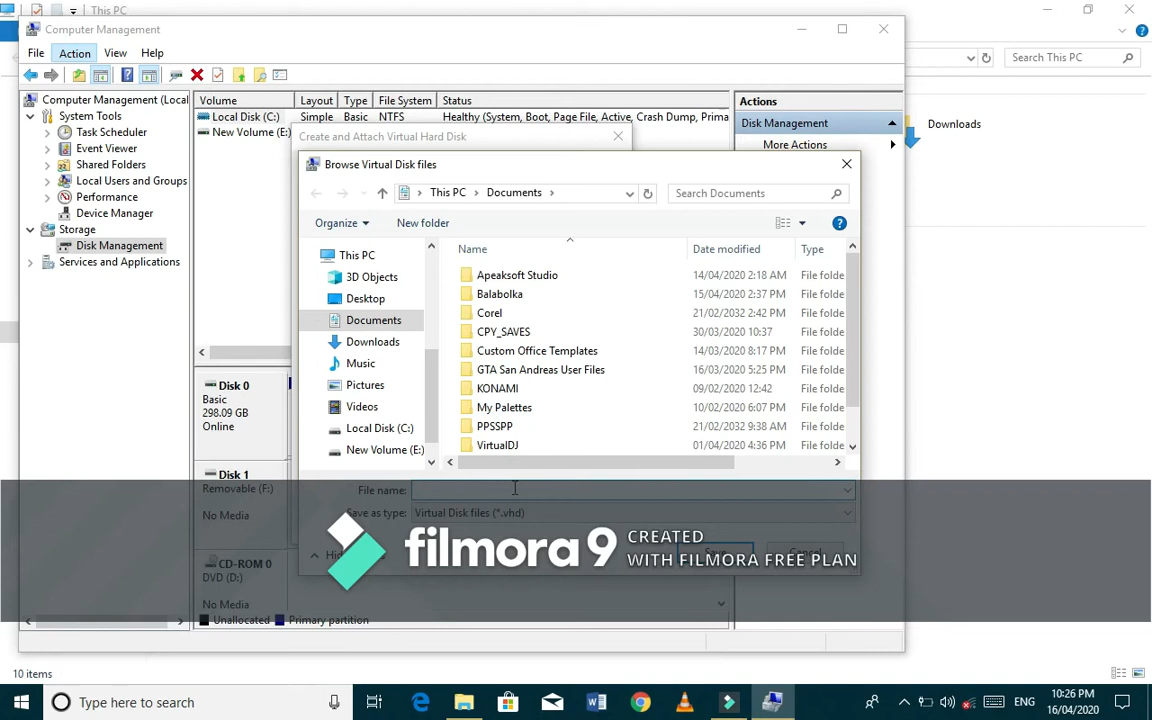 This PC
Computer Management
File Action View Help
Search This PC
Computer Management (Local
System Tools
Task Scheduler
Event Viewer
Shared Folders
Local Users and Groups
Performance
Device Manager
Storage
Disk Management
Services and Applications
Volume Layout Type File System Status
Local Disk (C:) Simple Basic NTFS Healthy (System, Boot, Page File, Active, Crash Dump, Prima
New Volume (E:)
Actions
Disk Management
More Actions
Downloads
Create and Attach Virtual Hard Disk
Browse Virtual Disk files
This PC Documents
Search Documents
Organize New folder
This PC
3D Objects
Desktop
Documents
Downloads
Music
Pictures
Videos
Local Disk (C:)
New Volume (E:)
Name Date modified Type
Apeaksoft Studio 14/04/2020 2:18 AM File folde
Balabolka 15/04/2020 2:37 PM File folde
Corel 21/02/2032 2:42 PM File folde
CPY_SAVES 30/03/2020 10:37 File folde
Custom Office Templates 14/03/2020 8:17 PM File folde
GTA San Andreas User Files 16/03/2020 5:25 PM File folde
KONAMI 09/02/2020 12:42 File folde
My Palettes 10/02/2020 6:07 PM File folde
PPSSPP 21/02/2032 9:38 AM File folde
VirtualDJ 01/04/2020 4:36 PM File folde
File name:
Save as type: Virtual Disk files (*.vhd)
Save Cancel
Disk 0
Basic
298.09 GB
Online
Disk 1
Removable (F:)
No Media
CD-ROM 0
DVD (D:)
No Media
Unallocated Primary partition
filmora9
CREATED
WITH FILMORA FREE PLAN
10 items
Type here to search
ENG
10:26 PM
16/04/2020